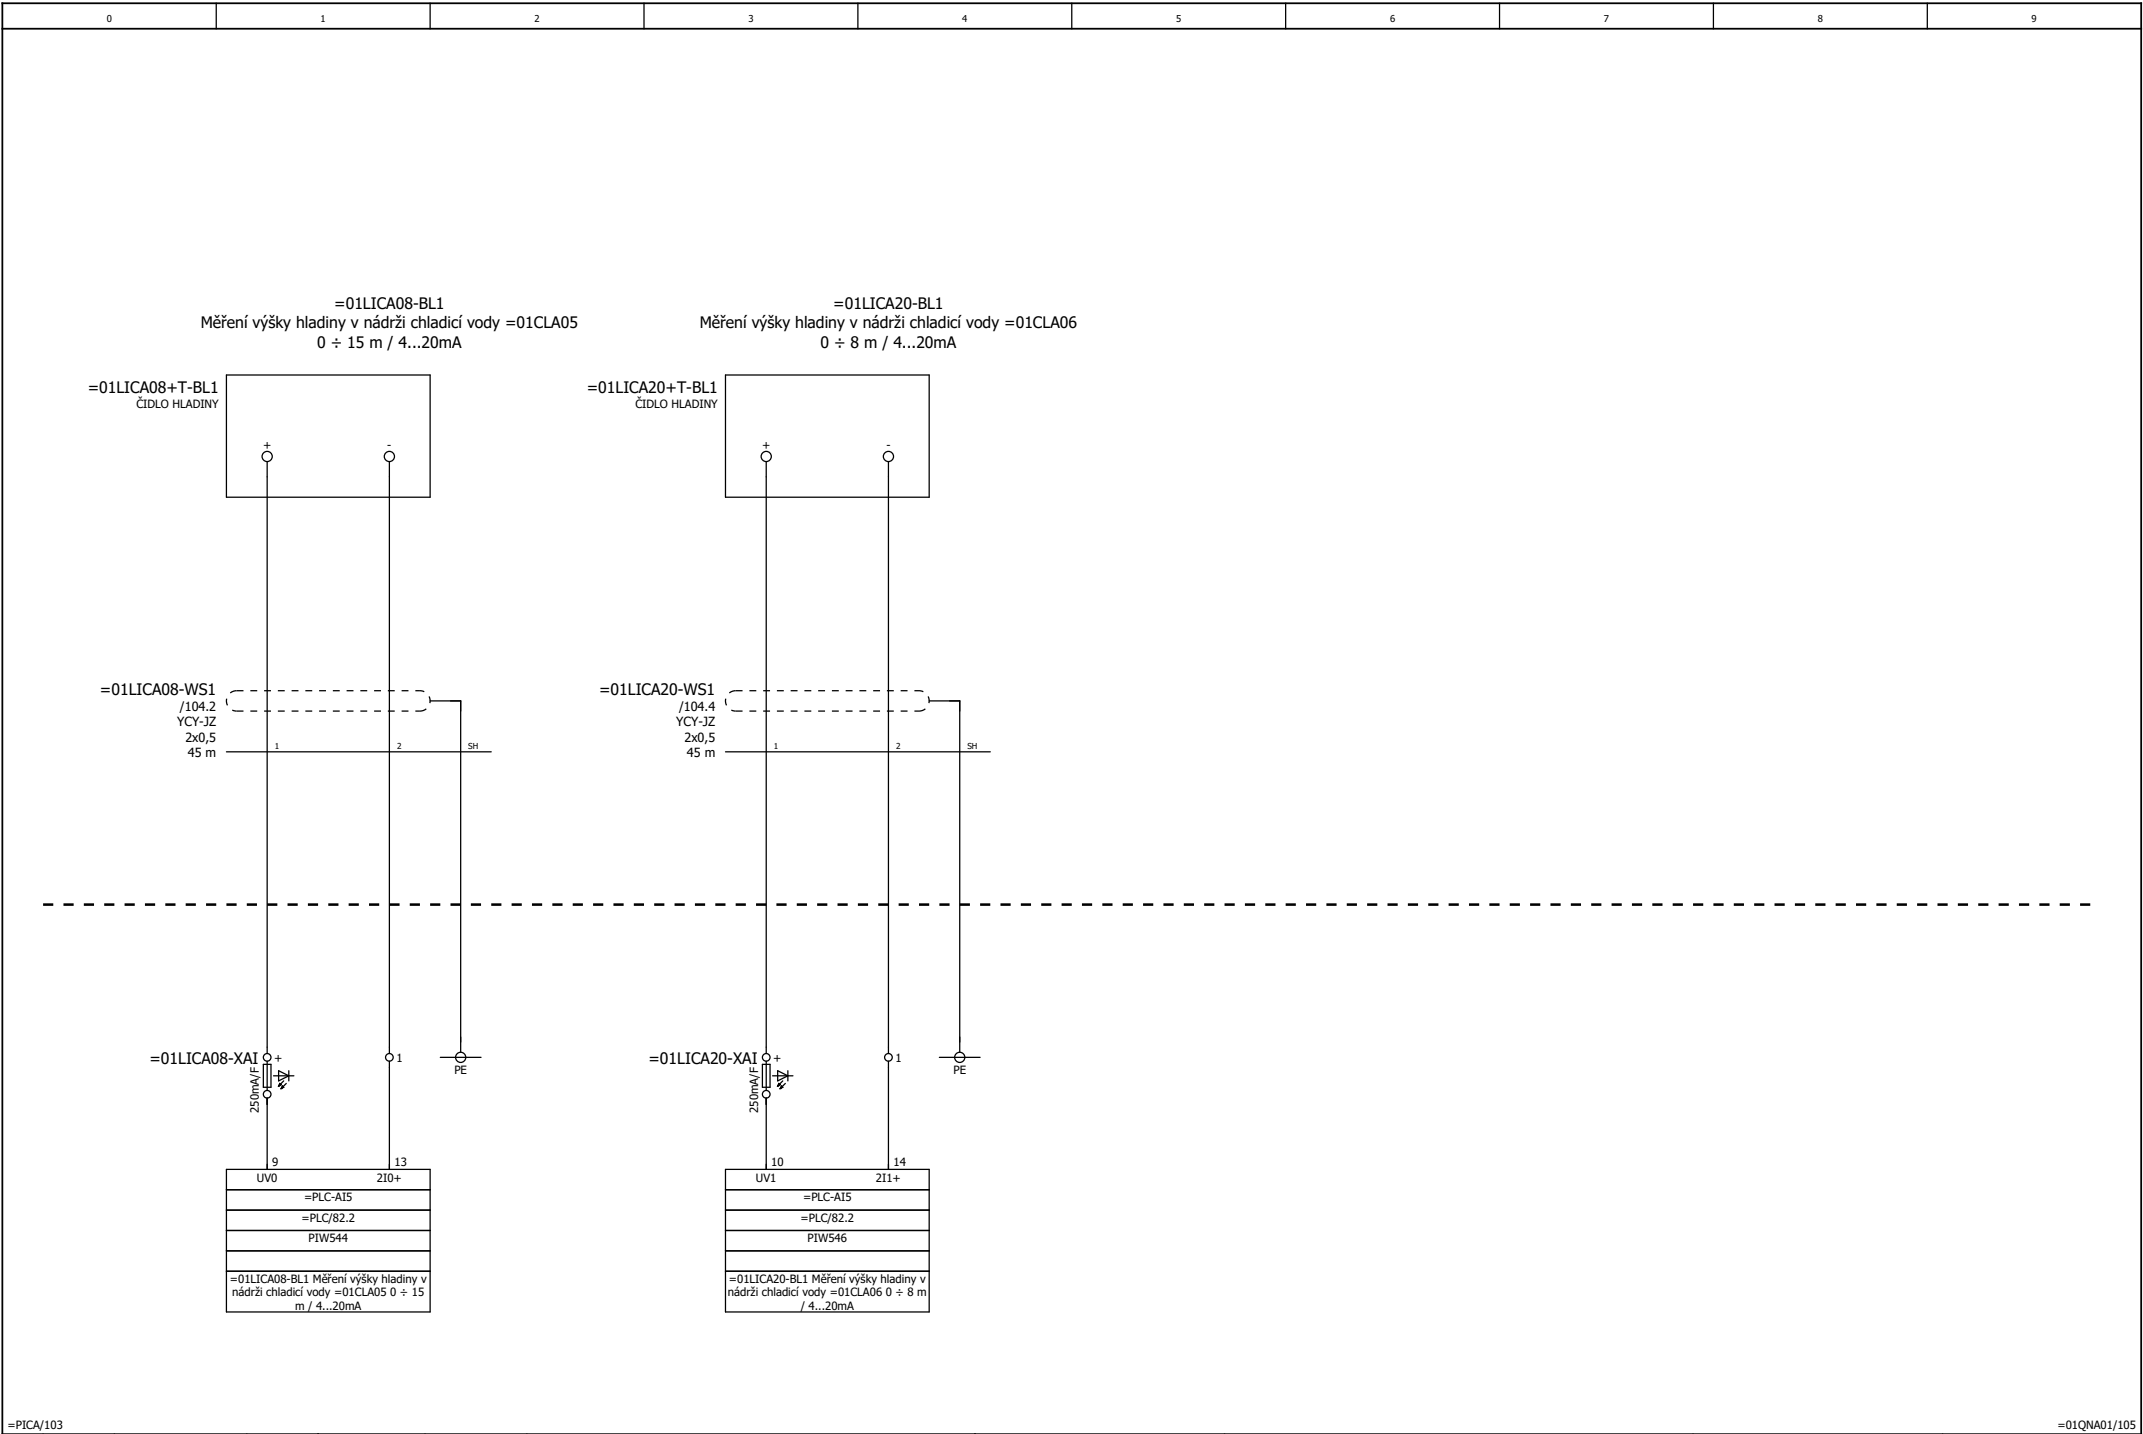 0 1 2 3 4 5 6 7 8 9
=01LICA08-BL1
Měření výšky hladiny v nádrži chladicí vody =01CLA05
0 ÷ 15 m / 4...20mA
=01LICA20-BL1
Měření výšky hladiny v nádrži chladicí vody =01CLA06
0 ÷ 8 m / 4...20mA
=01LICA08+T-BL1
ČIDLO HLADINY
+ -
=01LICA20+T-BL1
ČIDLO HLADINY
+ -
=01LICA08-WS1
/104.2
YCY-JZ
2x0,5
45 m
1 2 SH
=01LICA20-WS1
/104.4
YCY-JZ
2x0,5
45 m
1 2 SH
=01LICA08-XAI + 1
PE
250mA/F
=01LICA20-XAI + 1
PE
250mA/F
9 13
UV0 2I0+
=PLC-AI5
=PLC/82.2
PIW544
=01LICA08-BL1 Měření výšky hladiny v
nádrži chladicí vody =01CLA05 0 ÷ 15
m / 4...20mA
10 14
UV1 2I1+
=PLC-AI5
=PLC/82.2
PIW546
=01LICA20-BL1 Měření výšky hladiny v
nádrži chladicí vody =01CLA06 0 ÷ 8 m
/ 4...20mA
=PICA/103
=01QNA01/105